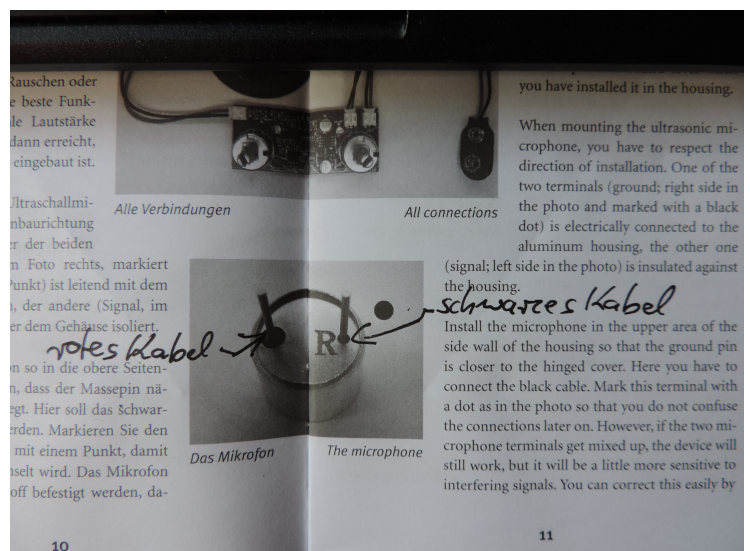 Rauschen oder
e beste Funk-
le Lautstärke
dann erreicht,
eingebaut ist.
Ultraschallmi-
nbaurichtung
er der beiden
m Foto rechts, markiert
Punkt) ist leitend mit dem
n, der andere (Signal, im
er dem Gehäuse isoliert.
on so in die obere Seiten-
n, dass der Massepin nä-
egt. Hier soll das Schwar-
erden. Markieren Sie den
mit einem Punkt, damit
hselt wird. Das Mikrofon
off befestigt werden, da-
Alle Verbindungen
rotes Kabel
Das Mikrofon
10
All connections
schwarzes Kabel
R
The microphone
you have installed it in the housing.
When mounting the ultrasonic mi-
crophone, you have to respect the
direction of installation. One of the
two terminals (ground; right side in
the photo and marked with a black
dot) is electrically connected to the
aluminum housing, the other one
(signal; left side in the photo) is insulated against
the housing.
Install the microphone in the upper area of the
side wall of the housing so that the ground pin
is closer to the hinged cover. Here you have to
connect the black cable. Mark this terminal with
a dot as in the photo so that you do not confuse
the connections later on. However, if the two mi-
crophone terminals get mixed up, the device will
still work, but it will be a little more sensitive to
interfering signals. You can correct this easily by
11